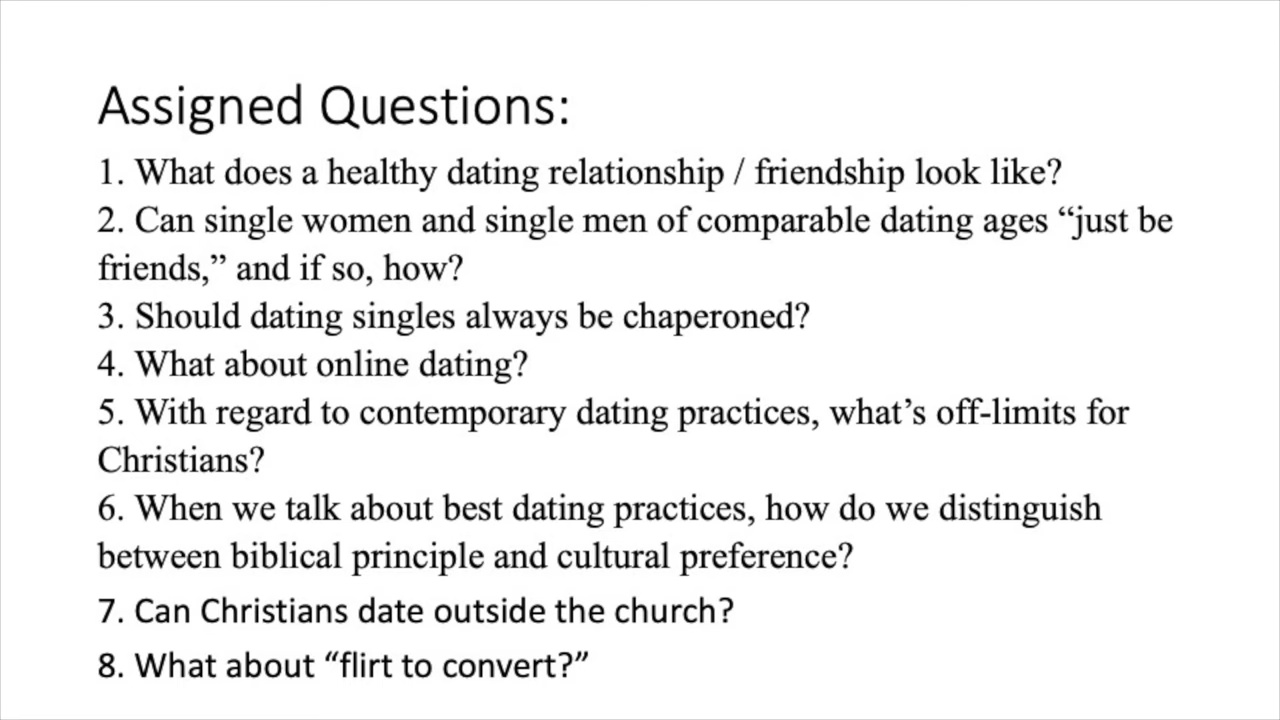 Assigned Questions:
1. What does a healthy dating relationship / friendship look like?
2. Can single women and single men of comparable dating ages “just be
friends,” and if so, how?
3. Should dating singles always be chaperoned?
4. What about online dating?
5. With regard to contemporary dating practices, what’s off-limits for
Christians?
6. When we talk about best dating practices, how do we distinguish
between biblical principle and cultural preference?
7. Can Christians date outside the church?
8. What about “flirt to convert?”